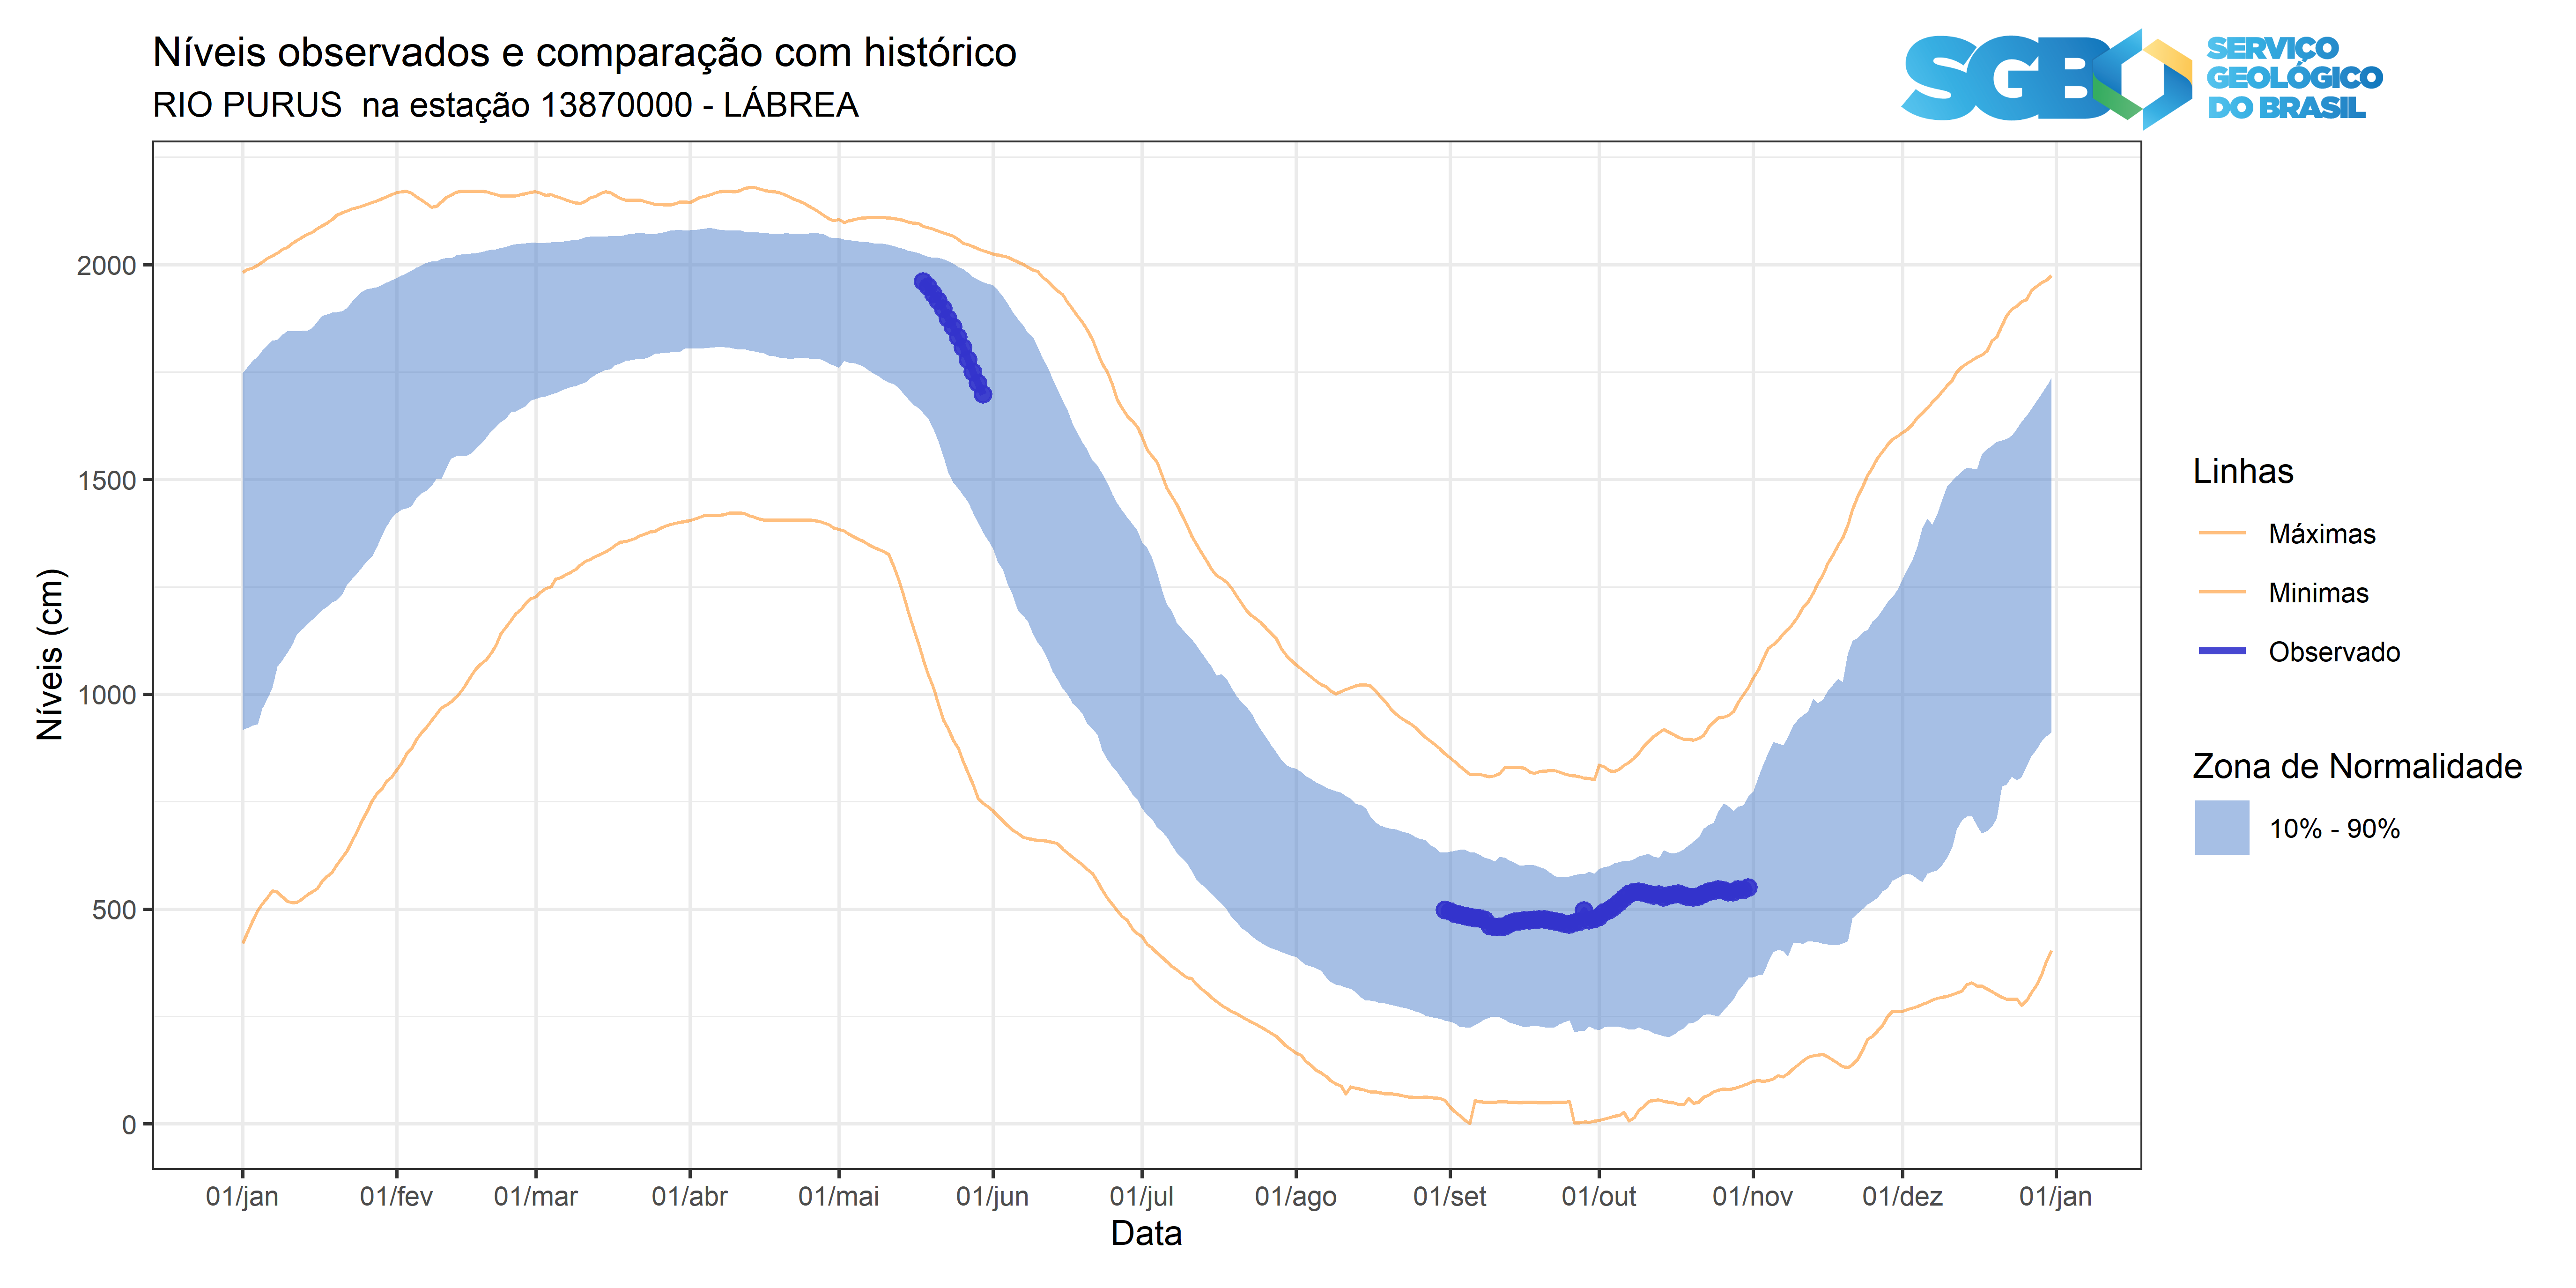 Níveis observados e comparação com histórico
RIO PURUS na estação 13870000 - LÁBREA
SGB
SERVIÇO
GEOLÓGICO
DO BRASIL
Níveis (cm)
2000
1500
1000
500
0
01/jan 01/fev 01/mar 01/abr 01/mai 01/jun 01/jul 01/ago 01/set 01/out 01/nov 01/dez 01/jan
Data
Linhas
Máximas
Minimas
Observado
Zona de Normalidade
10% - 90%